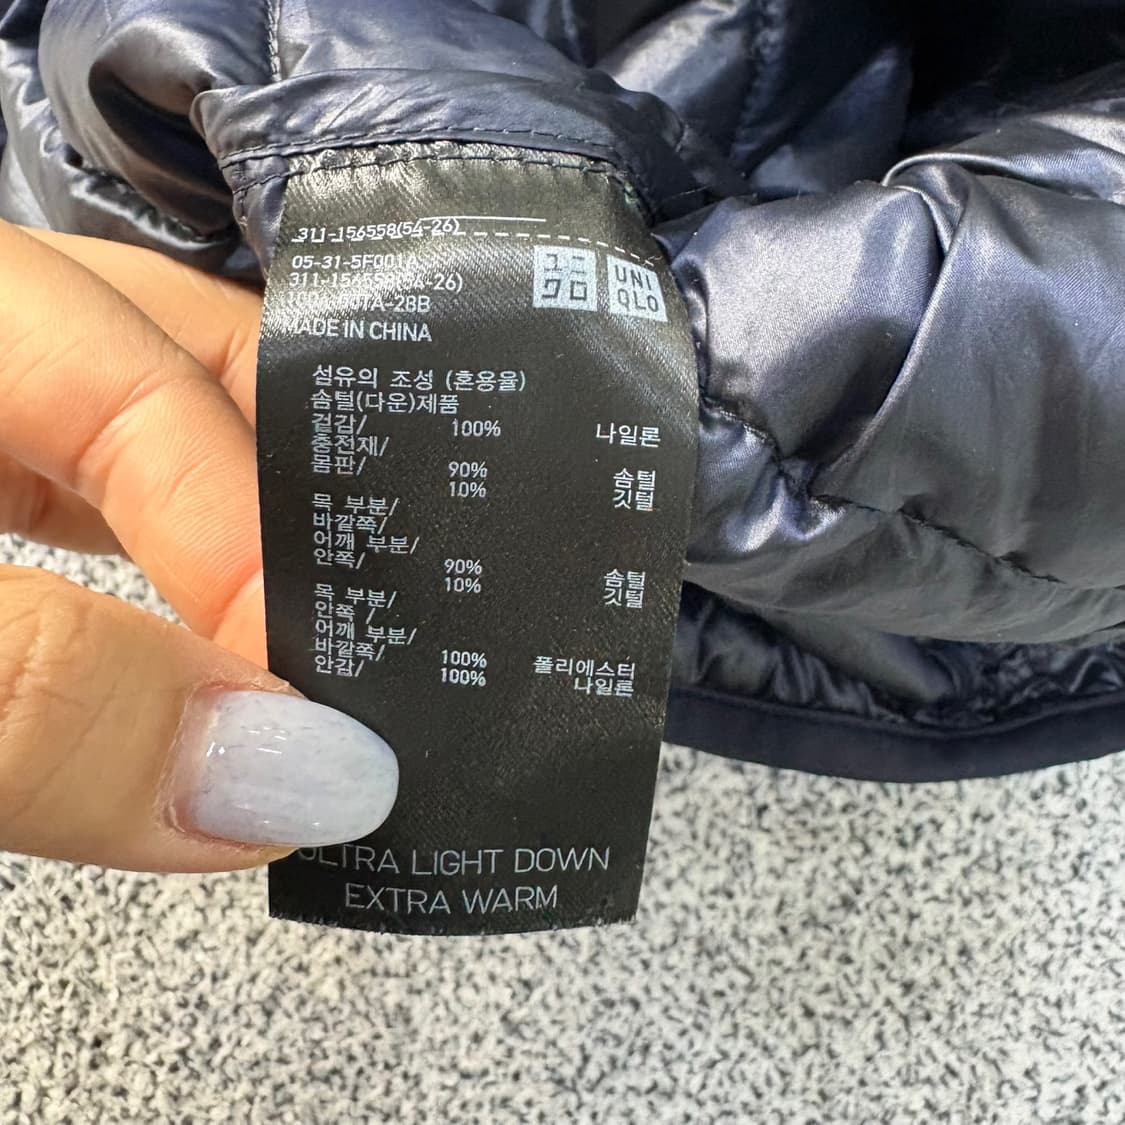 311-156558(54-26)
05-31-5F001A
311-156558(54-26)
MADE IN CHINA
ユニ
クロ
UNI
QLO
섬유의 조성 (혼용율)
솜털(다운)제품
겉감/ 100% 나일론
충전재/
몸판/ 90% 솜털
10% 깃털
목 부분/
바깥쪽/
어깨 부분/
안쪽/ 90% 솜털
10% 깃털
목 부분/
안쪽 /
어깨 부분/
바깥쪽/ 100% 폴리에스터
안감/ 100% 나일론
ULTRA LIGHT DOWN
EXTRA WARM